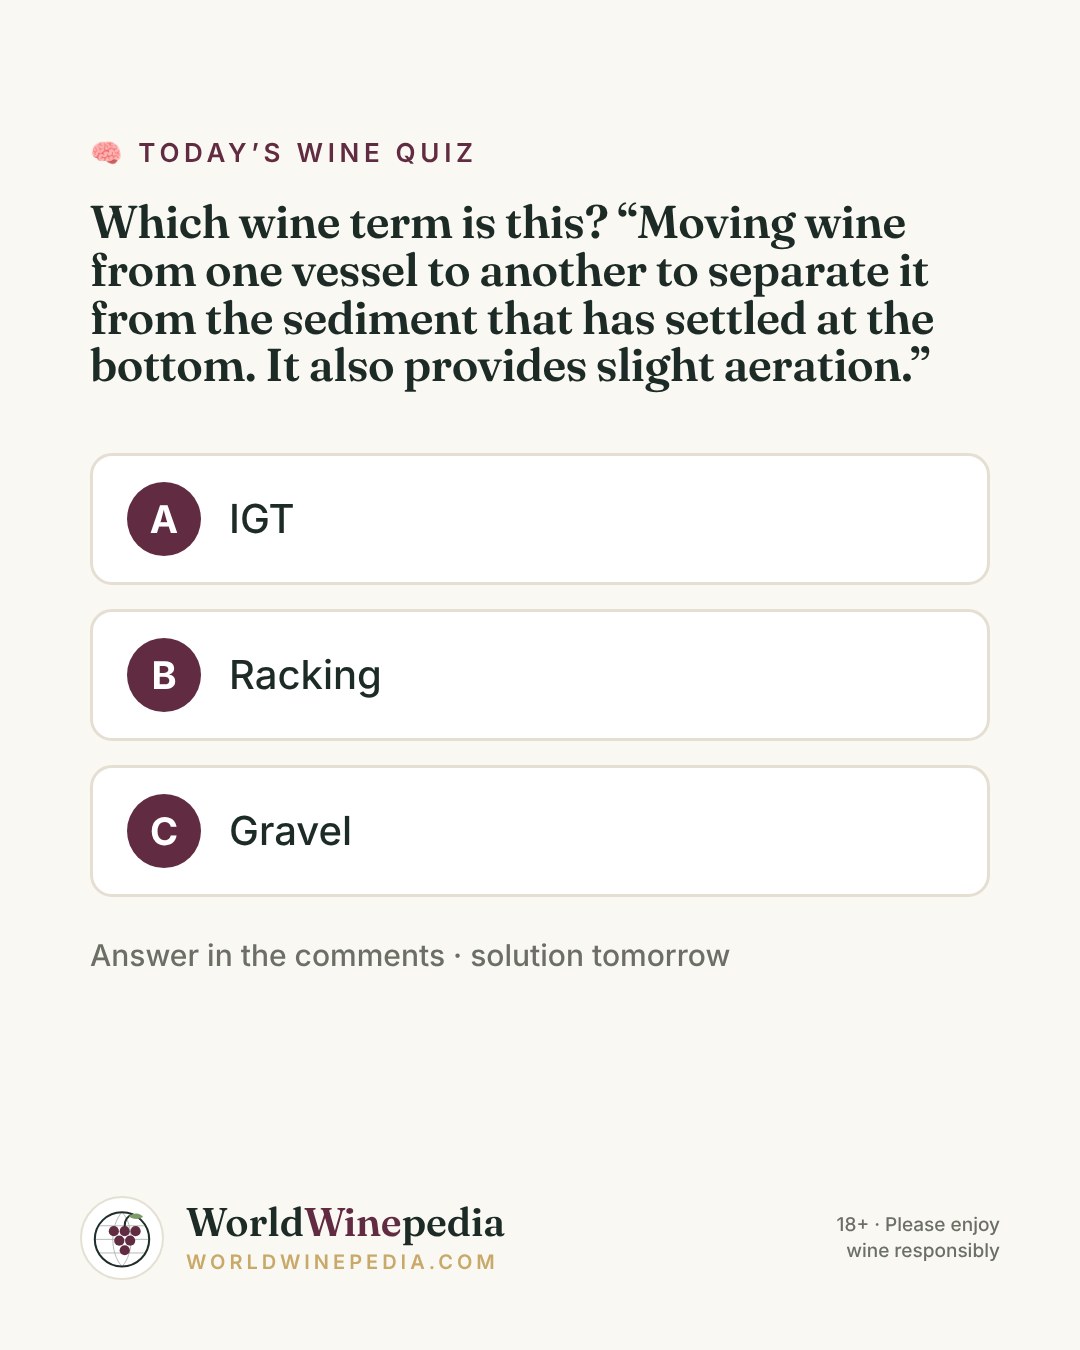 🧠 TODAY’S WINE QUIZ
Which wine term is this? “Moving wine
from one vessel to another to separate it
from the sediment that has settled at the
bottom. It also provides slight aeration.”
A IGT
B Racking
C Gravel
Answer in the comments · solution tomorrow
WorldWinepedia
WORLDWINEPEDIA.COM
18+ · Please enjoy
wine responsibly